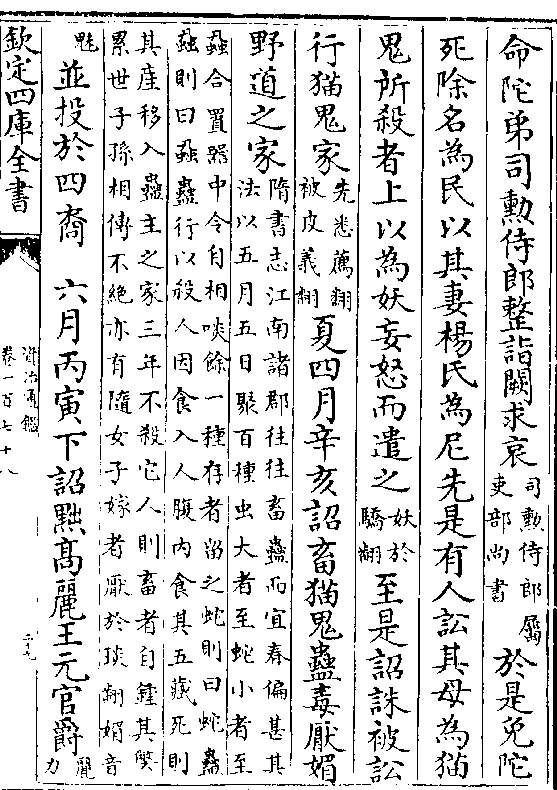 命陀弟司勲侍郎整詣闕求哀司勲侍郎屬吏部尚書於是免陀
死除名為民以其妻楊氏為尼先是有人訟其母為猫
鬼所殺者上以為妖妄怒而遣之妖於驕翻至是詔誅被訟
行猫鬼家先悉薦翻被皮義翻夏四月辛亥詔畜猫鬼蠱毒厭媚
野道之家隋書志江南諸郡往往畜蠱而宜春偏甚其法以五月五日聚百種虫大者至蛇小者至
蝨合置器中令自相啖餘一種存者留之蛇則曰蛇蠱蝨則曰蝨蠱行以殺人因食入人腹内食其五藏死則
其産移入蠱主之家三年不殺它人則畜者自鍾其獘累世子孫相傳不絶亦有隨女子嫁者厭於琰翻媚音
魅並投於四裔　六月丙寅下詔黜高麗王元官爵麗力
欽定四庫全書
資治通鑑
卷一百七十八